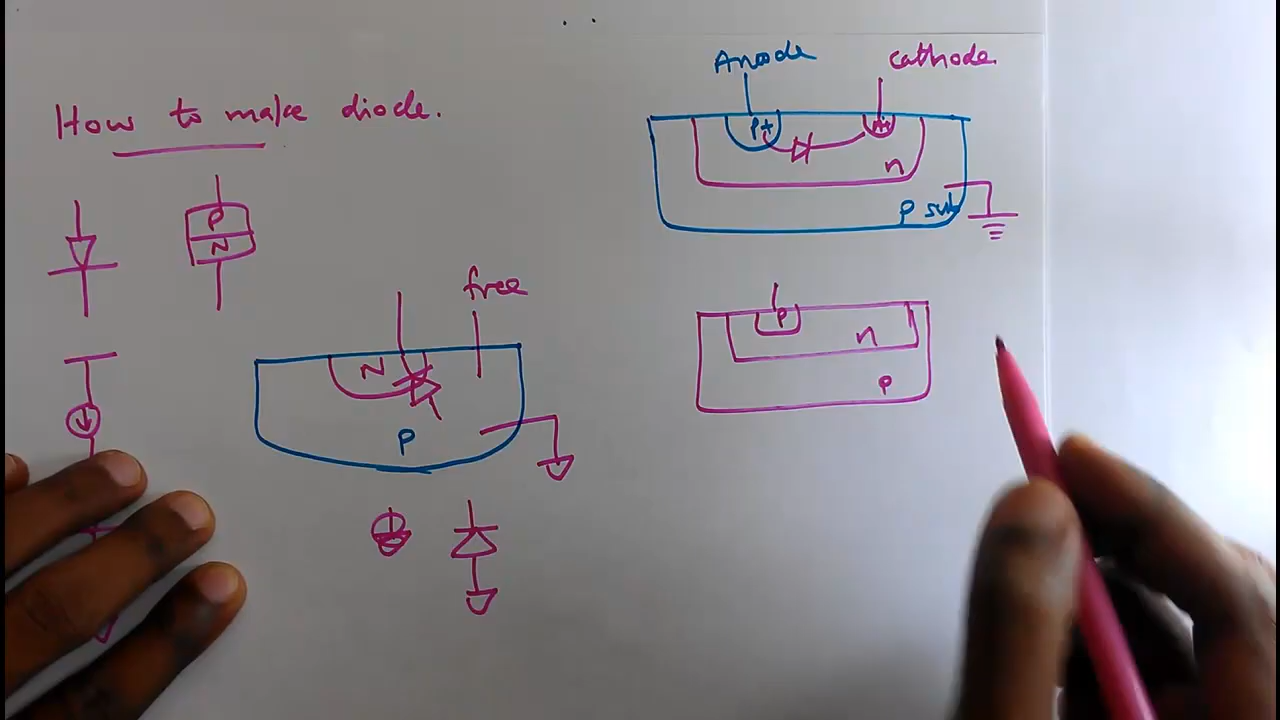 How to make diode.
P
N
free
N
P
Anode
cathode.
P+
n+
n
P sub
P
n
P